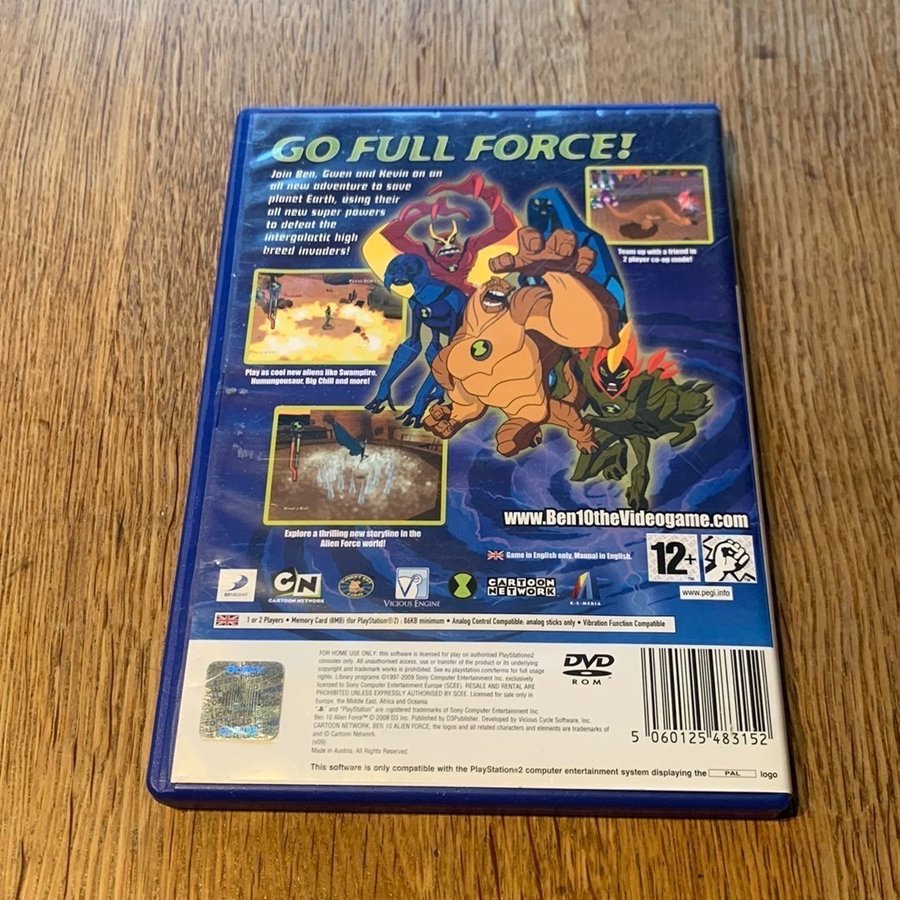 GO FULL FORCE!
Join Ben, Gwen and Kevin on an
all new adventure to save
planet Earth, using their
all new super powers
to defeat the
intergalactic high
breed invaders!
Team up with a friend in
2 player co-op mode!
Press Start
Play as cool new aliens like Swampfire,
Humungousaur, Big Chill and more!
Explore a thrilling new storyline in the
Alien Force world!
www.Ben10theVideogame.com
Game in English only. Manual in English.
12+
www.pegi.info
D3PUBLISHER
CN
CARTOON NETWORK
VICIOUS ENGINE
CARTOON
NETWORK
1 or 2 Players • Memory Card (8MB) (for PlayStation®2) : 86KB minimum • Analog Control Compatible: analog sticks only • Vibration Function Compatible
FOR HOME USE ONLY: this software is licensed for play on authorised PlayStation®2
consoles only. All unauthorised access, use or transfer of the product or its underlying
copyright and trademark works is prohibited. See eu.playstation.com/terms for full usage
rights. Library programs ©1997-2009 Sony Computer Entertainment Inc. exclusively
licensed to Sony Computer Entertainment Europe (SCEE). RESALE AND RENTAL ARE
PROHIBITED UNLESS EXPRESSLY AUTHORISED BY SCEE. Licensed for sale only in
Europe, the Middle East, Africa and Oceania.
and "PlayStation" are registered trademarks of Sony Computer Entertainment Inc.
Ben 10 Alien Force™ © 2009 D3 Inc. Published by D3Publisher. Developed by Vicious Cycle Software, Inc.
CARTOON NETWORK, BEN 10 ALIEN FORCE, the logos and all related characters and elements are trademarks of
and © Cartoon Network.
(s09)
Made in Austria. All Rights Reserved.
DVD
ROM
5 060125 483152
This software is only compatible with the PlayStation®2 computer entertainment system displaying the PAL logo